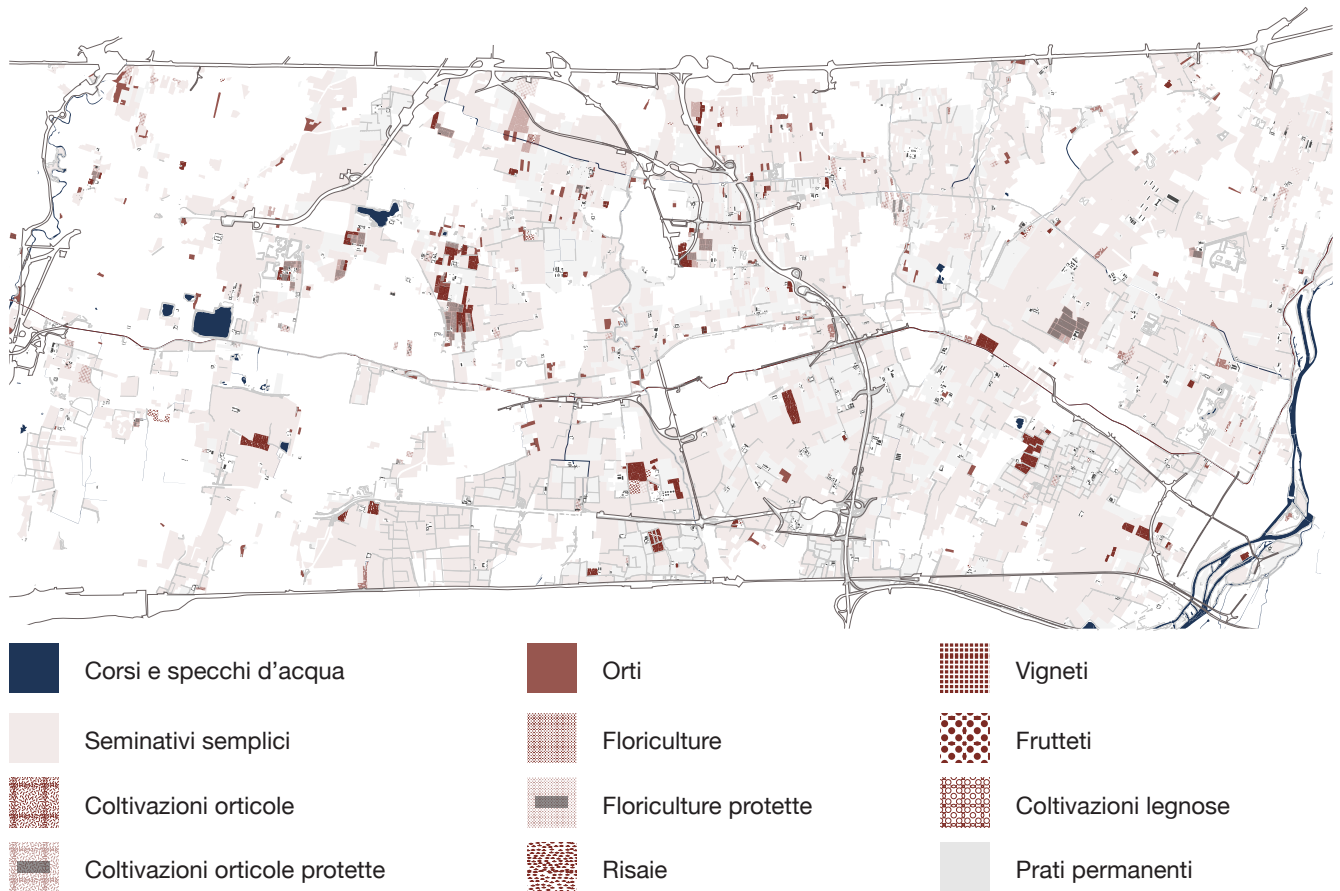 Corsi e specchi d'acqua
Seminativi semplici
Coltivazioni orticole
Coltivazioni orticole protette
Orti
Floriculture
Floriculture protette
Risaie
Vigneti
Frutteti
Coltivazioni legnose
Prati permanenti